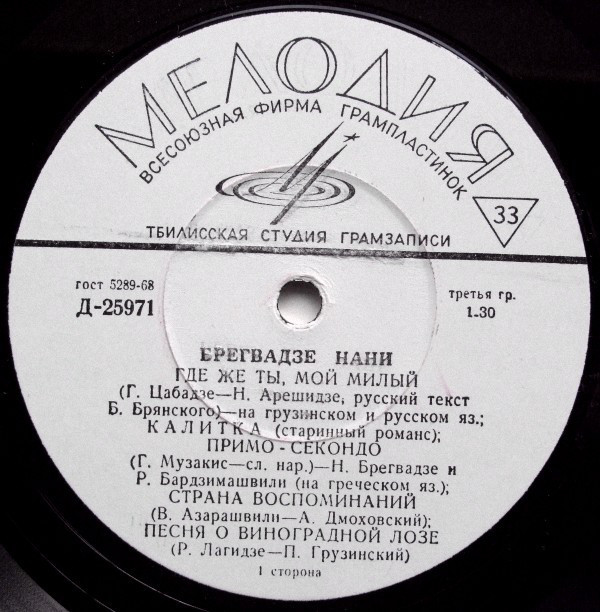 МЕЛОДИЯ
ВСЕСОЮЗНАЯ ФИРМА ГРАМПЛАСТИНОК
33
ТБИЛИССКАЯ СТУДИЯ ГРАМЗАПИСИ
гост 5289-68
Д-25971
третья гр.
1-30
БРЕГВАДЗЕ НАНИ
ГДЕ ЖЕ ТЫ, МОЙ МИЛЫЙ
(Г. Цабадзе—Н. Арешидзе, русский текст
Б. Брянского)—на грузинском и русском яз.;
КАЛИТКА (старинный романс);
ПРИМО-СЕКОНДО
(Г. Музакис—сл. нар.)—Н. Брегвадзе и
Р. Бардзимашвили (на греческом яз.);
СТРАНА ВОСПОМИНАНИЙ
(В. Азарашвили—А. Дмоховский);
ПЕСНЯ О ВИНОГРАДНОЙ ЛОЗЕ
(Р. Лагидзе—П. Грузинский)
1 сторона